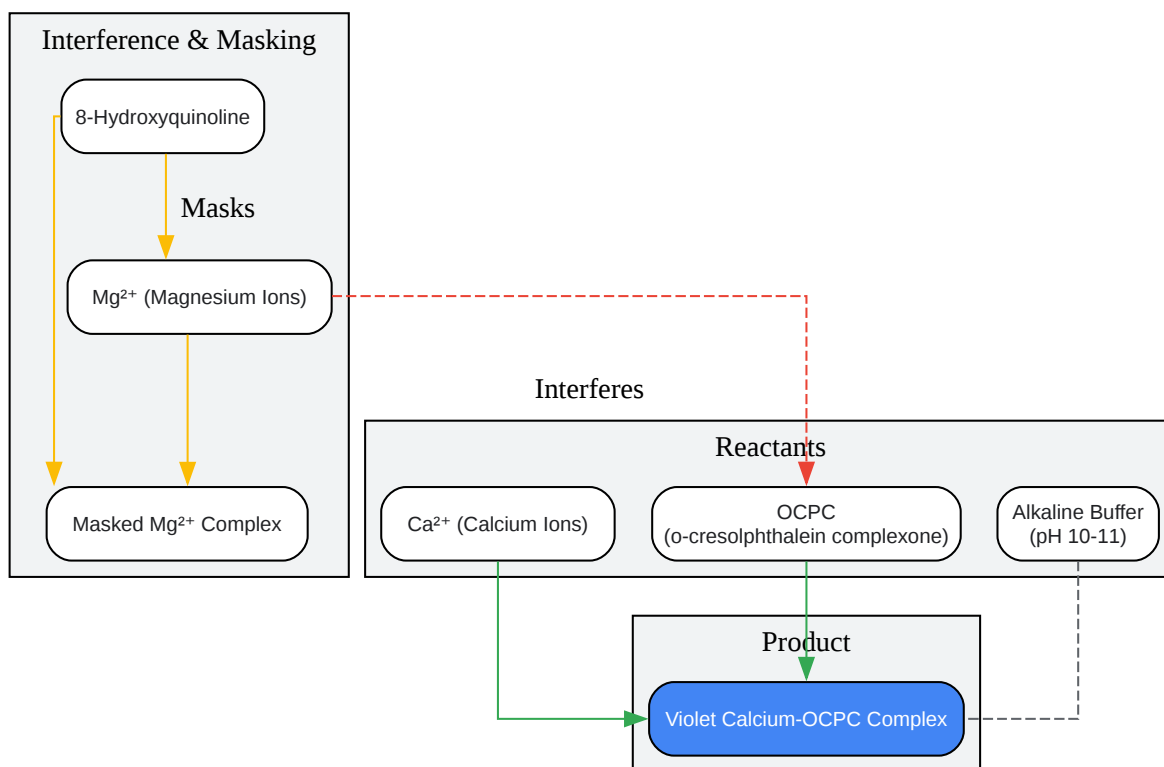 Interference & Masking
8-Hydroxyquinoline
Masks
Mg²⁺ (Magnesium Ions)
Interferes
Reactants
Masked Mg²⁺ Complex
Ca²⁺ (Calcium Ions)
OCPC
(o-cresolphthalein complexone)
Alkaline Buffer
(pH 10-11)
Product
Violet Calcium-OCPC Complex